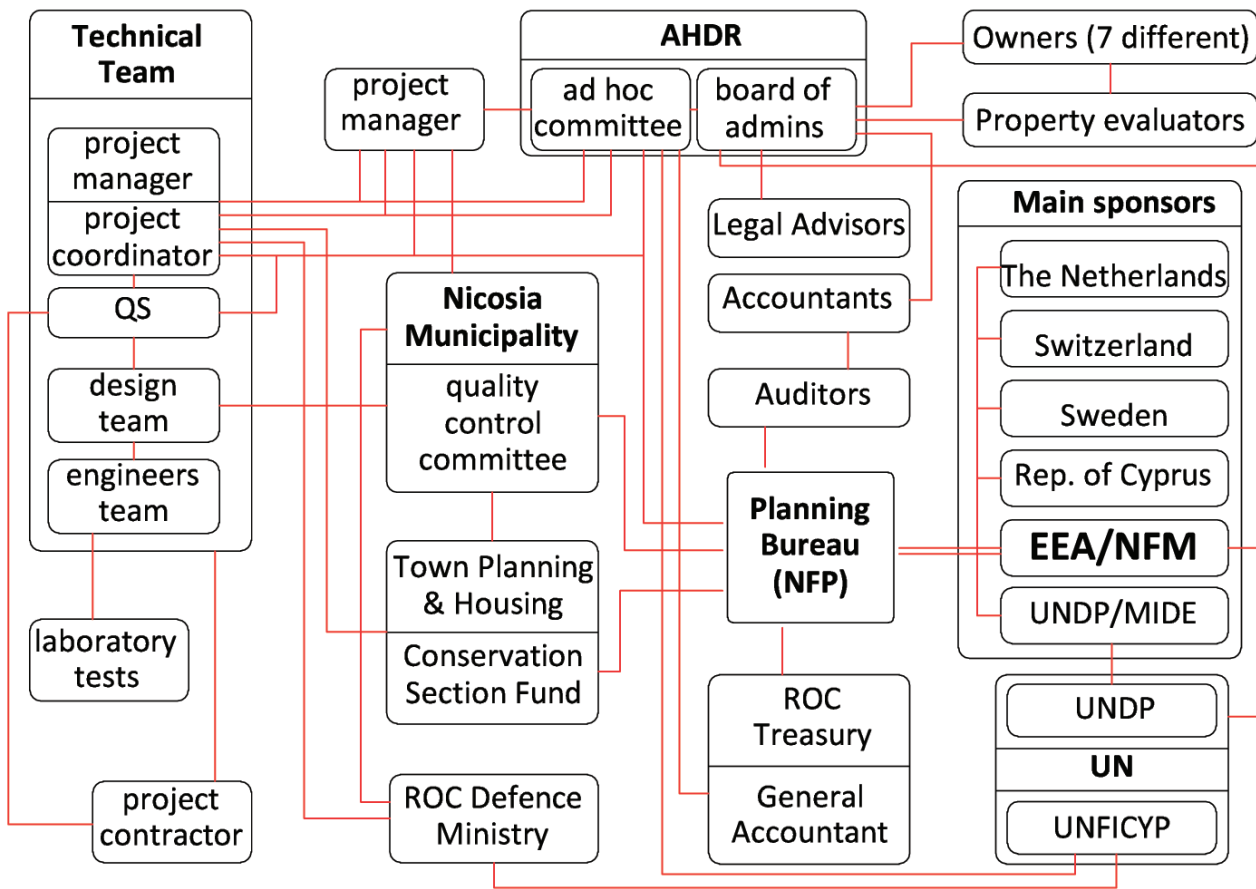 Technical
Team
project
manager
project
coordinator
QS
design
team
engineers
team
laboratory
tests
project
contractor
project
manager
AHDR
ad hoc
committee
board of
admins
Owners (7 different)
Property evaluators
Legal Advisors
Accountants
Auditors
Nicosia
Municipality
quality
control
committee
Town Planning
& Housing
Conservation
Section Fund
ROC Defence
Ministry
Planning
Bureau
(NFP)
ROC
Treasury
General
Accountant
Main sponsors
The Netherlands
Switzerland
Sweden
Rep. of Cyprus
EEA/NFM
UNDP/MIDE
UNDP
UN
UNFICYP